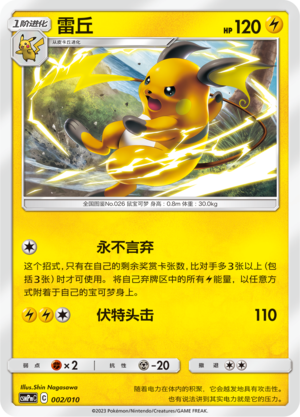 1阶进化
雷丘
HP 120
从皮卡丘进化
全国图鉴No.026 鼠宝可梦 身高：0.8m 体重：30.0kg
永不言弃
这个招式，只有在自己的剩余奖赏卡张数，比对手多3张以上（包
括3张）时才可使用。 将自己弃牌区中的所有能量，以任意方
式附着于自己的宝可梦身上。
伏特头击 110
弱点 ×2 抗性 -20 撤退
Illus.Shin Nagasawa
C 002/010
随着电力在体内的积聚，它会越发地具有攻击性。
也有说法讲到其实电力是它的压力来源。
©2023 Pokémon/Nintendo/Creatures/GAME FREAK.